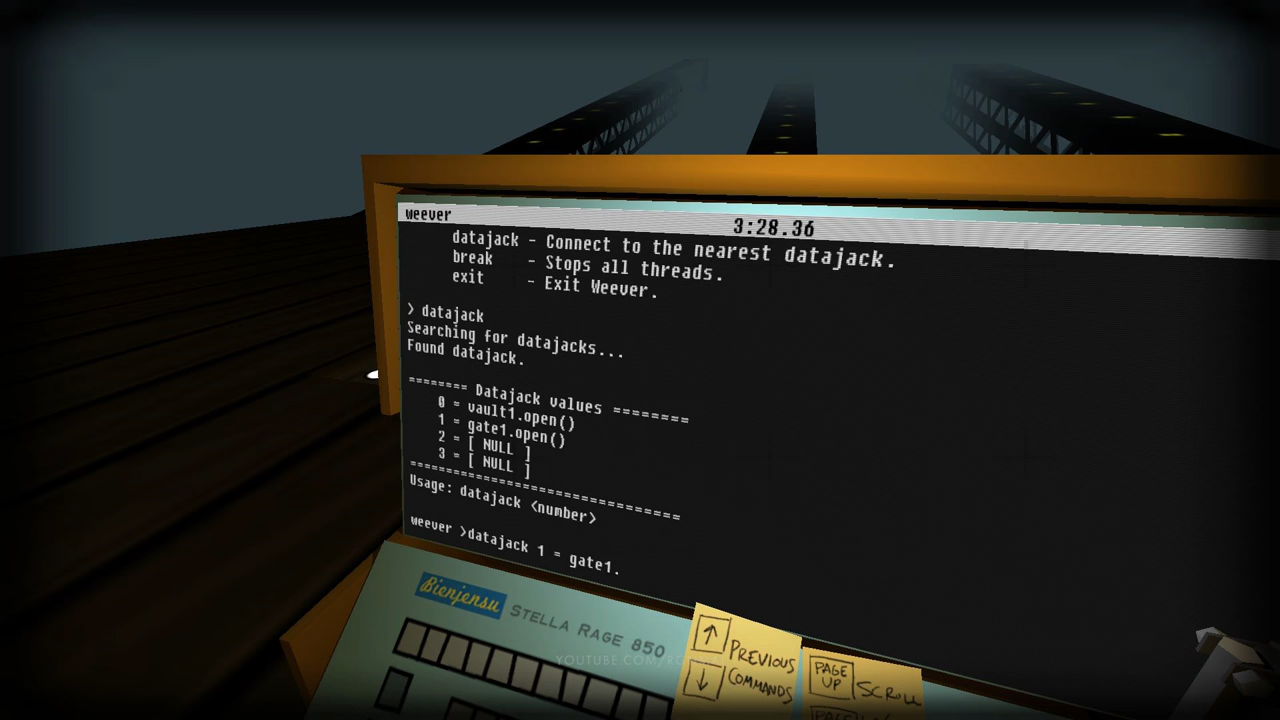 weever 3:28.36
datajack - Connect to the nearest datajack.
break - Stops all threads.
exit - Exit Weever.
> datajack
Searching for datajacks...
Found datajack.
======== Datajack values ========
0 = vault1.open()
1 = gate1.open()
2 = [ NULL ]
3 = [ NULL ]
=================================
Usage: datajack <number>
weever >datajack 1 = gate1.
Bienjensu STELLA RAGE 850
↑ PREVIOUS
↓ COMMANDS
PAGE
UP SCROLL
PAGE
YOUTUBE.COM/